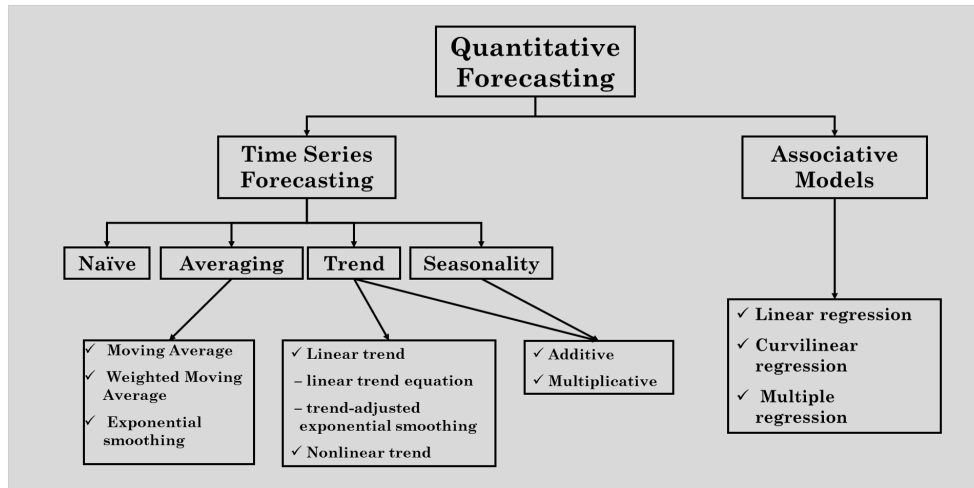 Quantitative
Forecasting
Time Series
Forecasting
Associative
Models
Naïve
Averaging
Trend
Seasonality
✓ Moving Average
✓ Weighted Moving
Average
✓ Exponential
smoothing
✓ Linear trend
– linear trend equation
– trend-adjusted
exponential smoothing
✓ Nonlinear trend
✓ Additive
✓ Multiplicative
✓ Linear regression
✓ Curvilinear
regression
✓ Multiple
regression